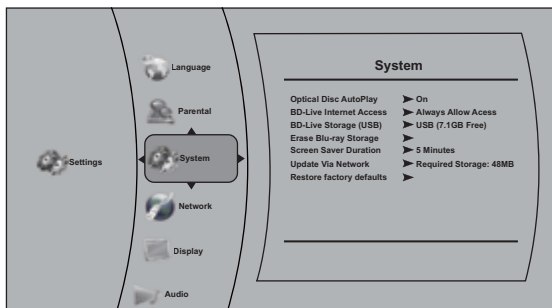 Settings
Language
Parental
System
Network
Display
Audio
System
Optical Disc AutoPlay On
BD-Live Internet Access Always Allow Acess
BD-Live Storage (USB) USB (7.1GB Free)
Erase Blu-ray Storage
Screen Saver Duration 5 Minutes
Update Via Network Required Storage: 48MB
Restore factory defaults